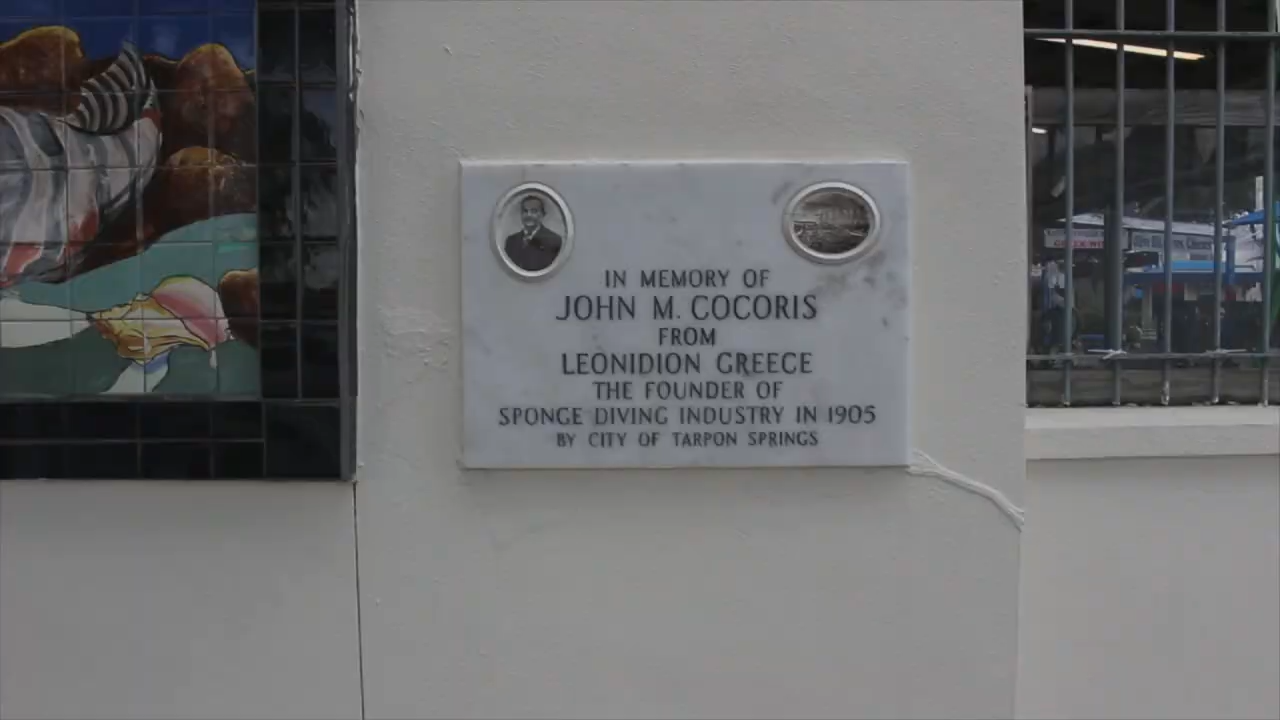 IN MEMORY OF
JOHN M. COCORIS
FROM
LEONIDION GREECE
THE FOUNDER OF
SPONGE DIVING INDUSTRY IN 1905
BY CITY OF TARPON SPRINGS